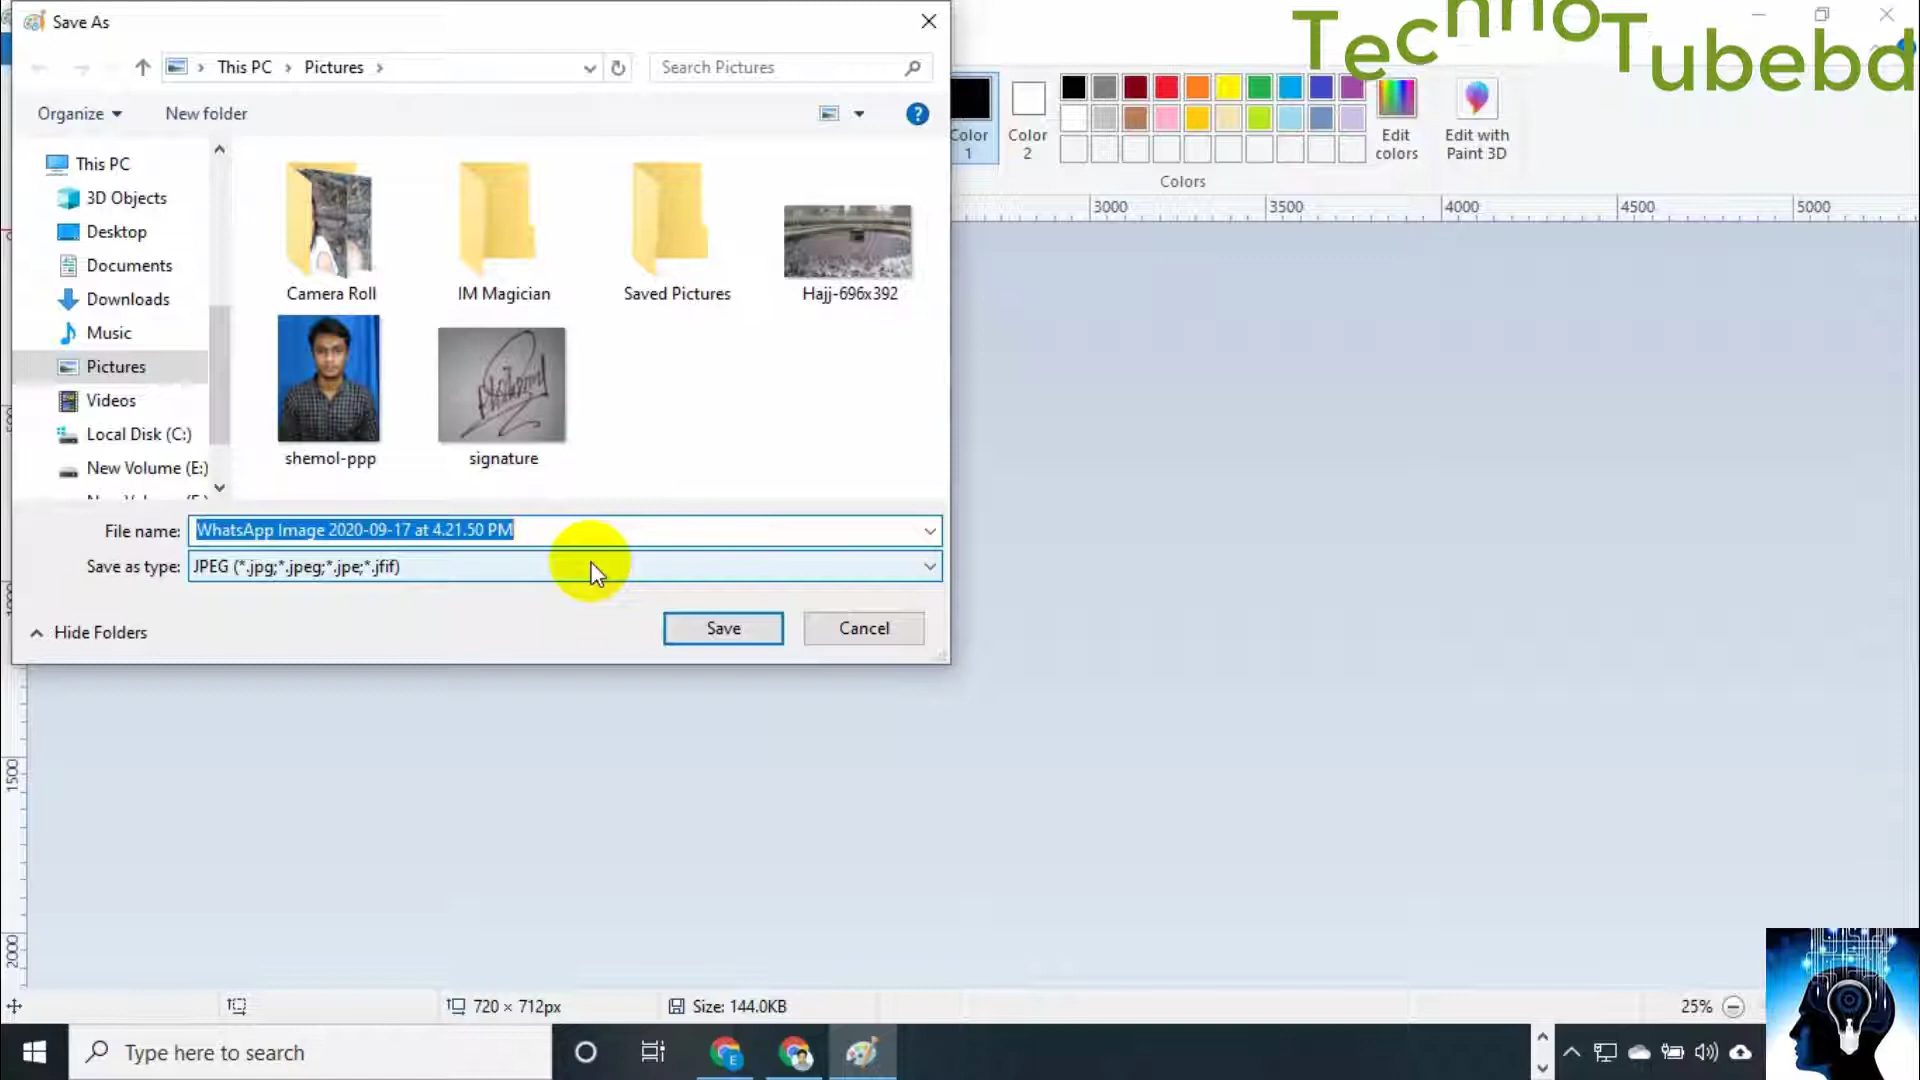 Save As
Techno
Tubebd
This PC
Pictures
Search Pictures
Organize
New folder
Color
1
Color
2
Edit
colors
Edit with
Paint 3D
Colors
3000
3500
4000
4500
5000
This PC
3D Objects
Desktop
Documents
Downloads
Music
Pictures
Videos
Local Disk (C:)
New Volume (E:)
Camera Roll
IM Magician
Saved Pictures
Hajj-696x392
shemol-ppp
signature
File name: WhatsApp Image 2020-09-17 at 4.21.50 PM
Save as type: JPEG (*.jpg;*.jpeg;*.jpe;*.jfif)
Hide Folders
Save
Cancel
1500
2000
720 × 712px
Size: 144.0KB
25%
Type here to search